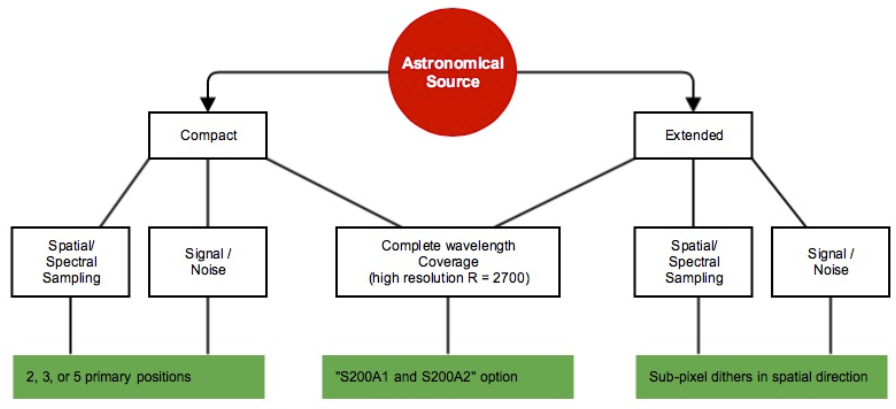 Astronomical
Source
Compact
Extended
Spatial/
Spectral
Sampling
Signal /
Noise
Complete wavelength
Coverage
(high resolution R = 2700)
Spatial/
Spectral
Sampling
Signal /
Noise
2, 3, or 5 primary positions
"S200A1 and S200A2" option
Sub-pixel dithers in spatial direction